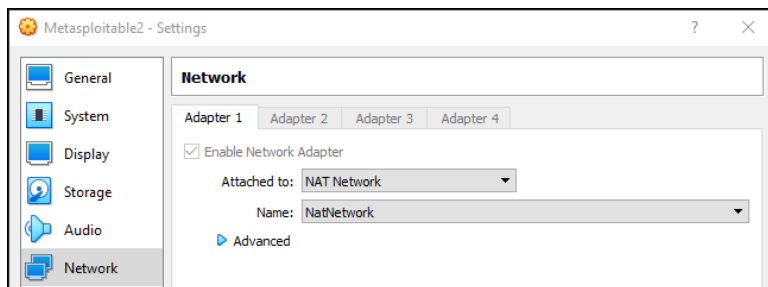 Metasploitable2 - Settings ? ×
General
System
Display
Storage
Audio
Network
Network
Adapter 1 Adapter 2 Adapter 3 Adapter 4
Enable Network Adapter
Attached to: NAT Network
Name: NatNetwork
Advanced